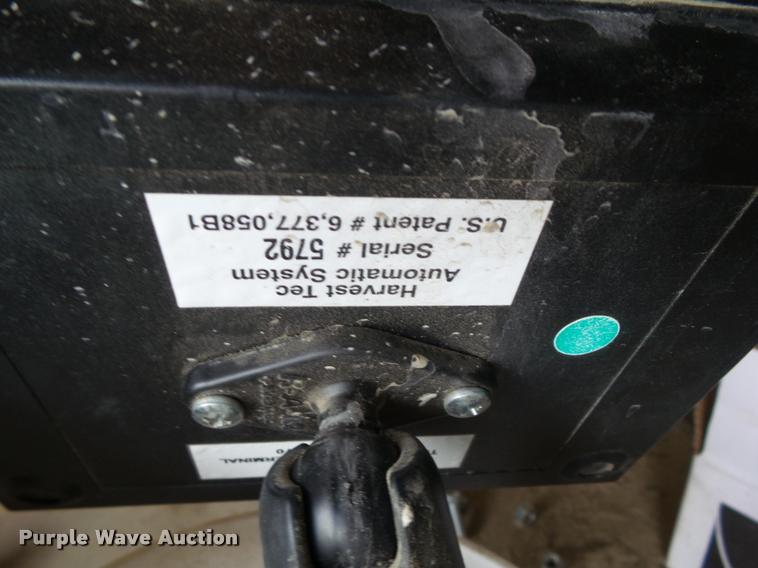 Harvest Tec
Automatic System
Serial # 5792
U.S. Patent # 6,377,058B1
Purple Wave Auction